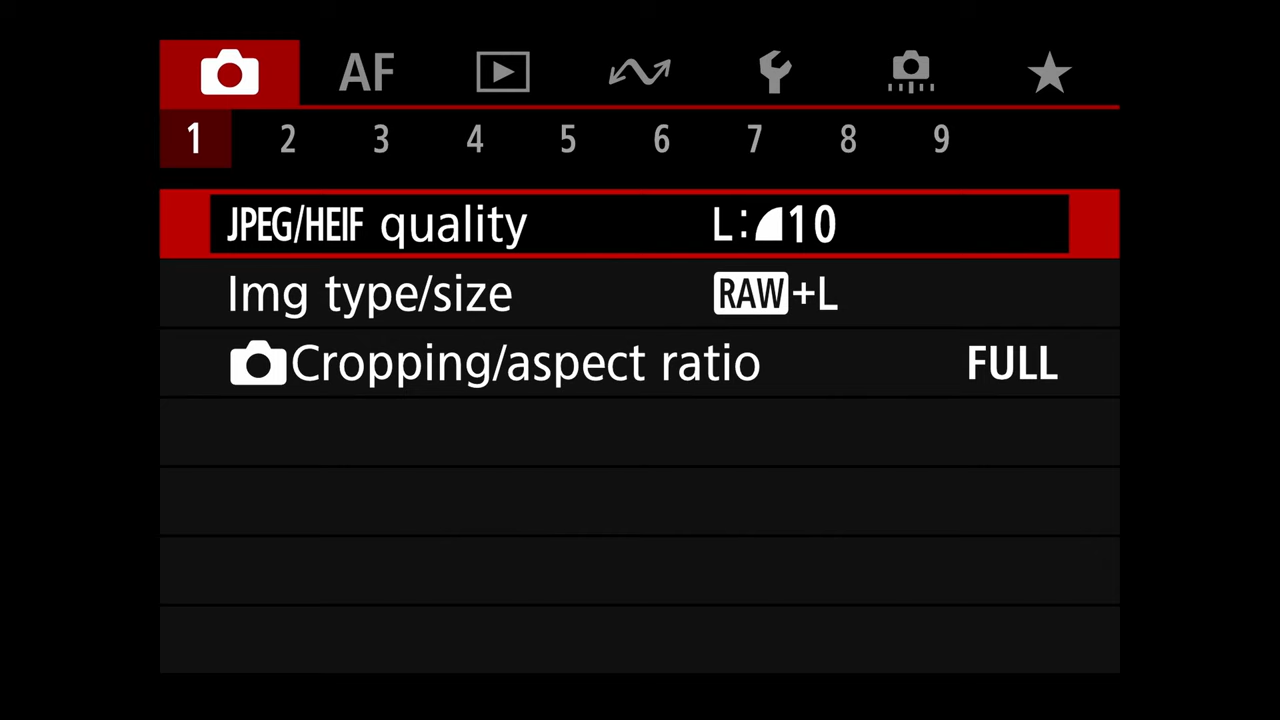 AF
1 2 3 4 5 6 7 8 9
JPEG/HEIF quality L:10
Img type/size RAW+L
Cropping/aspect ratio FULL